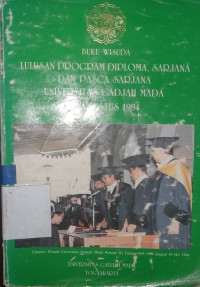 BUKU WISUDA
LULUSAN PROGRAM DIPLOMA, SARJANA
DAN PASCA SARJANA
UNIVERSITAS GADJAH MADA
AGUSTUS 1994
UNIVERSITAS GADJAH MADA
YOGYAKARTA